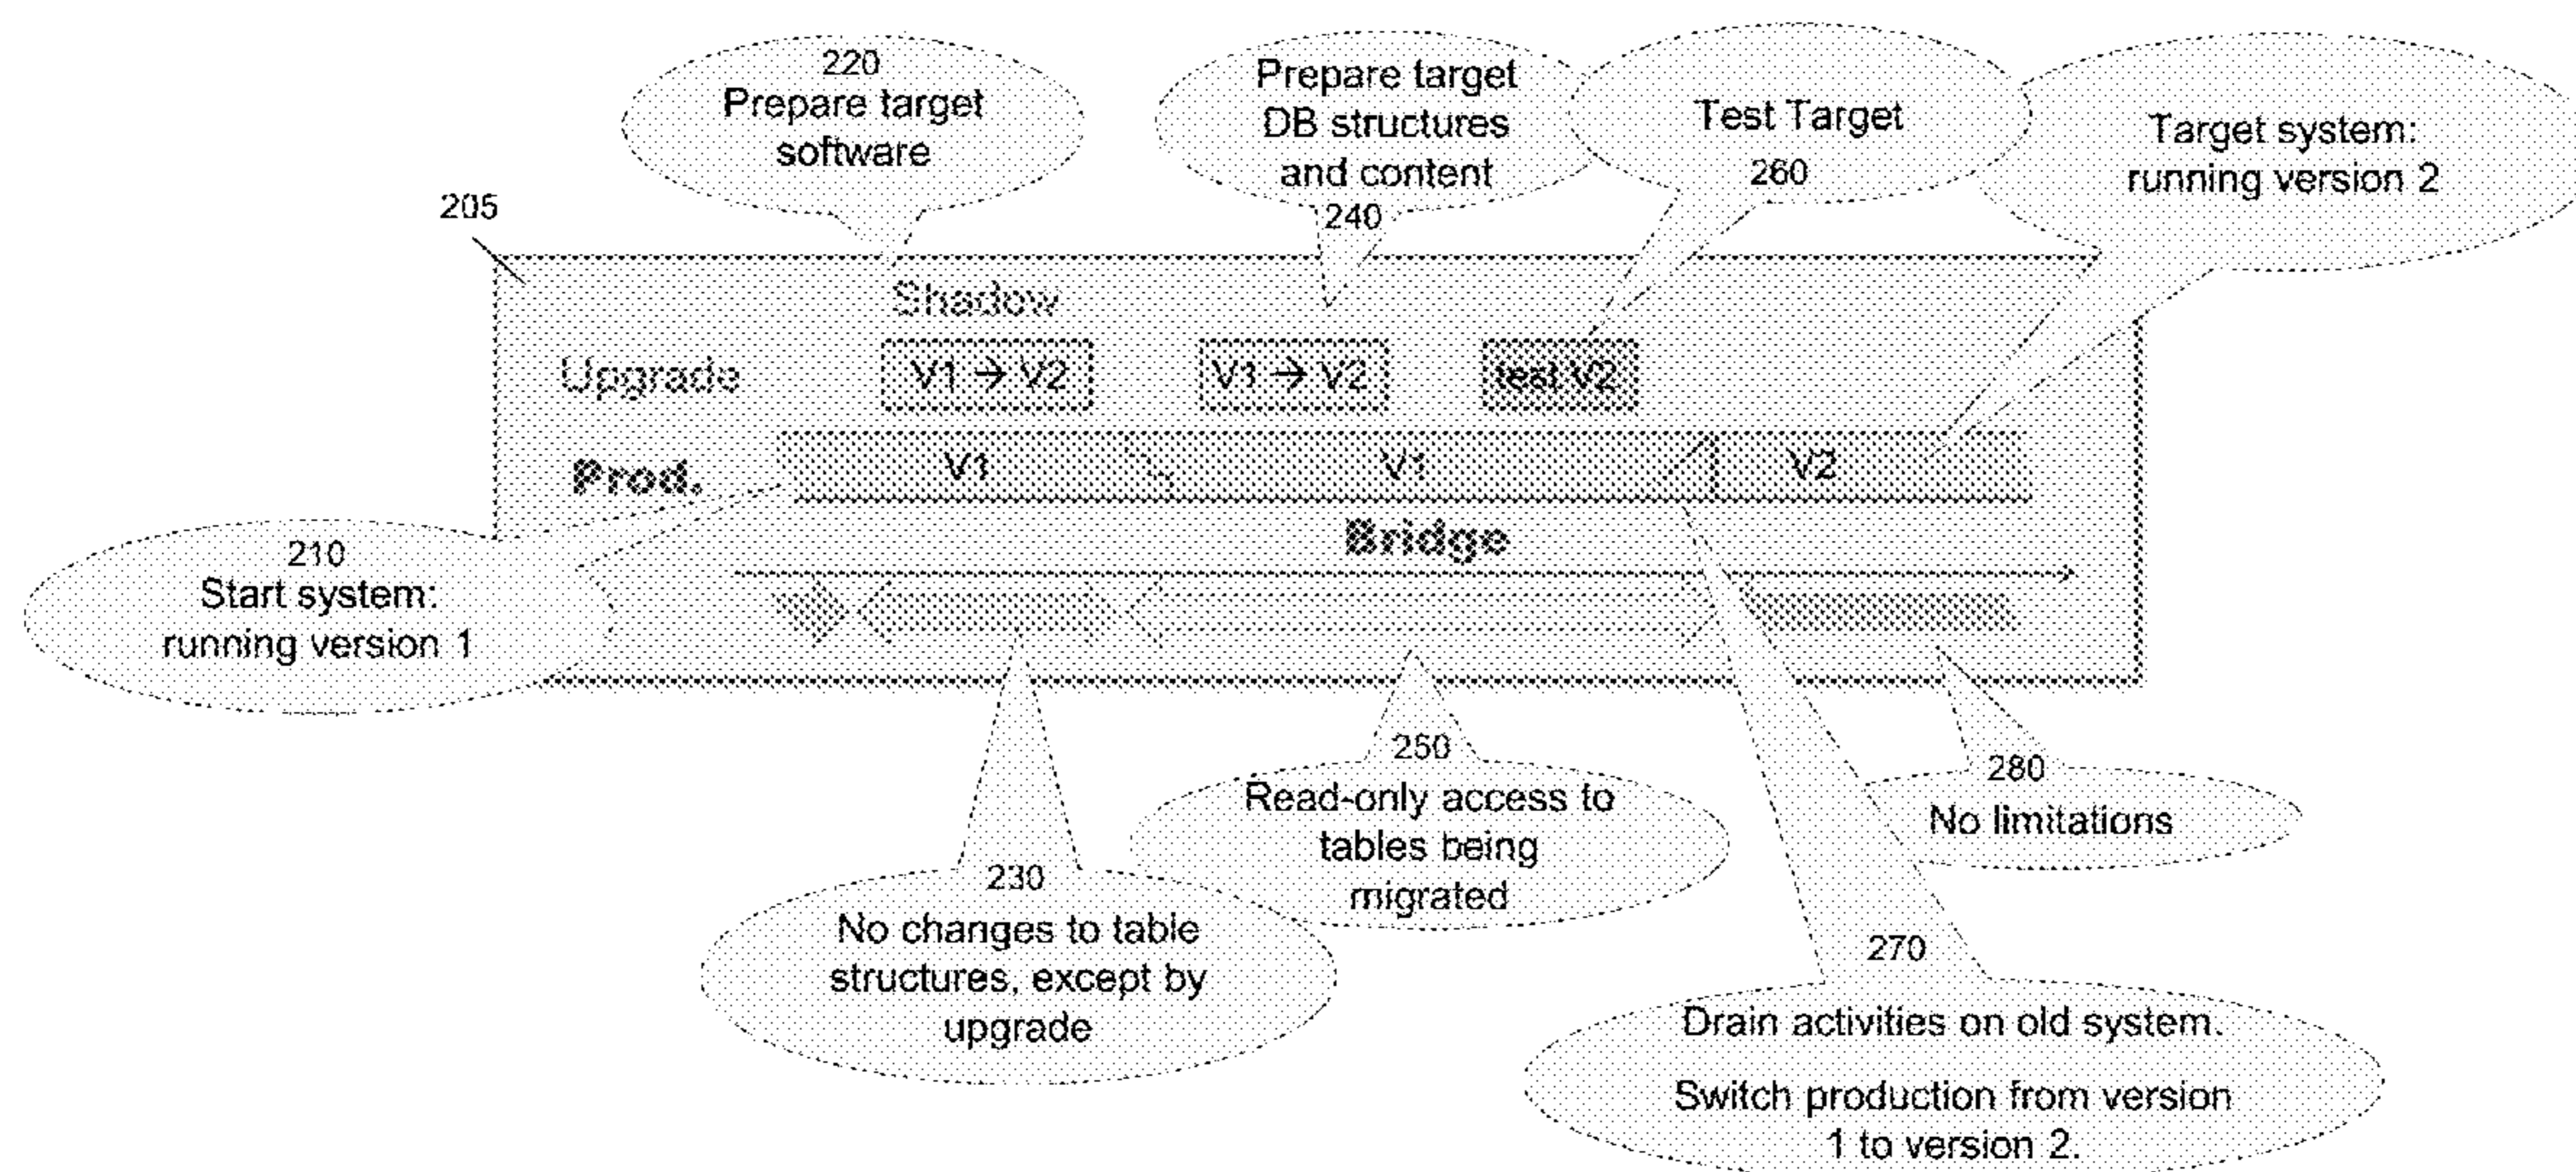 220
Prepare target
software
Prepare target
DB structures
and content
240
Test Target
260
Target system:
running version 2
205
Shadow
Upgrade
V1 → V2
V1 → V2
test V2
Prod.
V1
V1
V2
Bridge
210
Start system:
running version 1
230
No changes to table
structures, except by
upgrade
250
Read-only access to
tables being
migrated
280
No limitations
270
Drain activities on old system.
Switch production from version
1 to version 2.